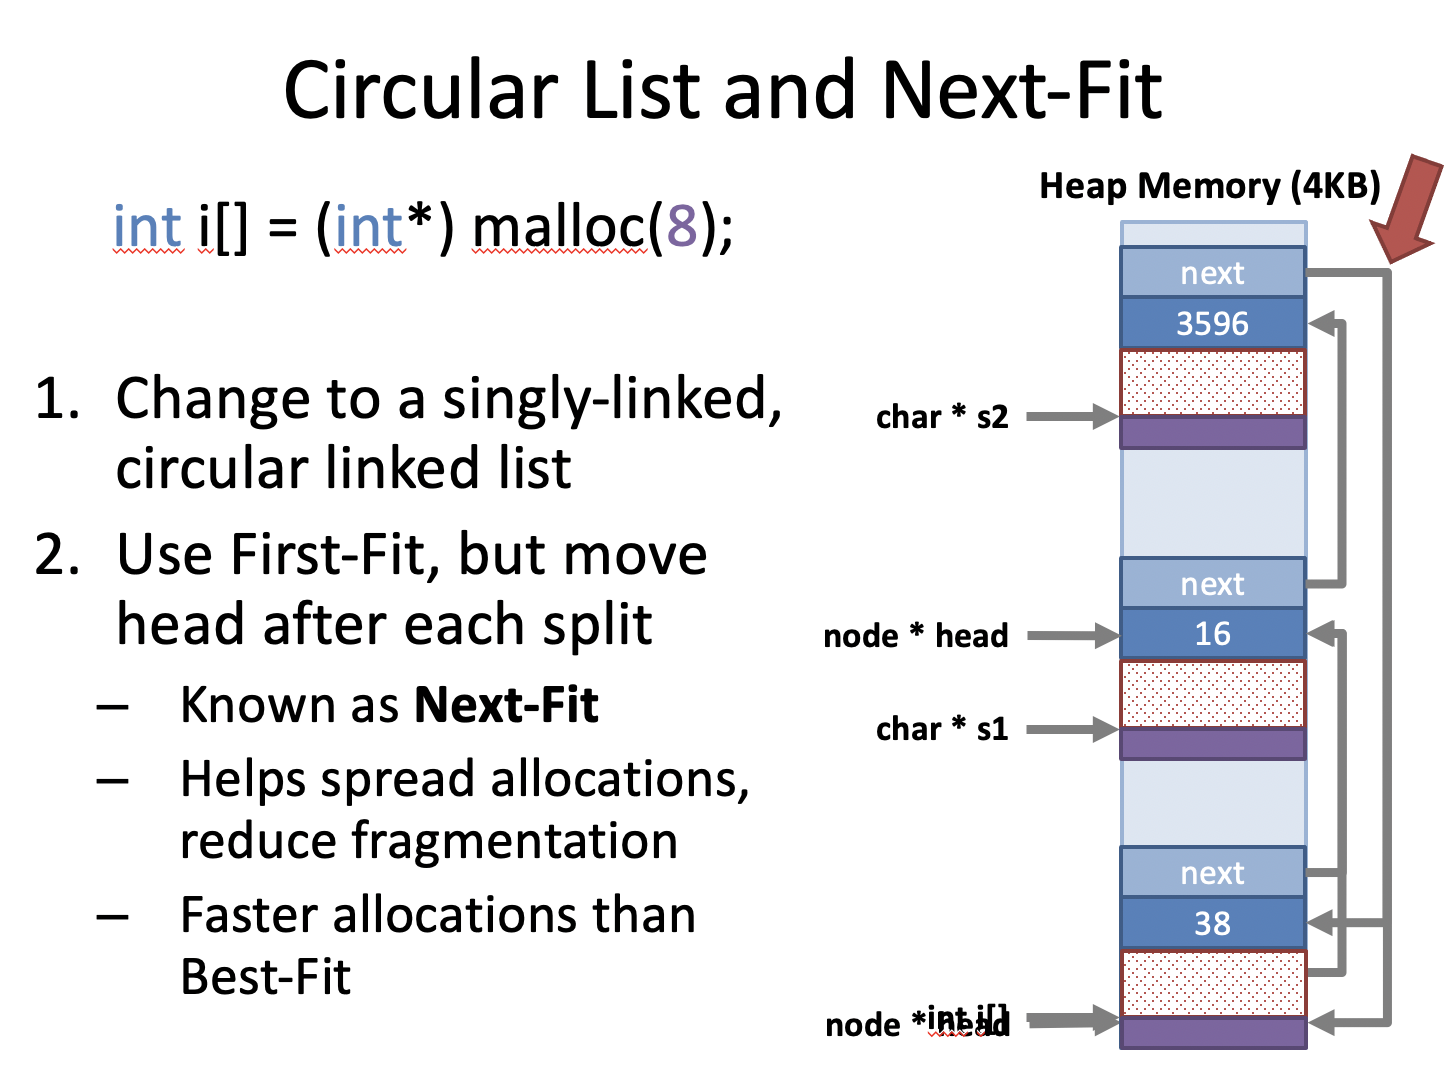 Circular List and Next-Fit
int i[] = (int*) malloc(8);
1. Change to a singly-linked,
circular linked list
2. Use First-Fit, but move
head after each split
– Known as Next-Fit
– Helps spread allocations,
reduce fragmentation
– Faster allocations than
Best-Fit
Heap Memory (4KB)
next
3596
char * s2
next
node * head
16
char * s1
next
38
node * head
int i[]